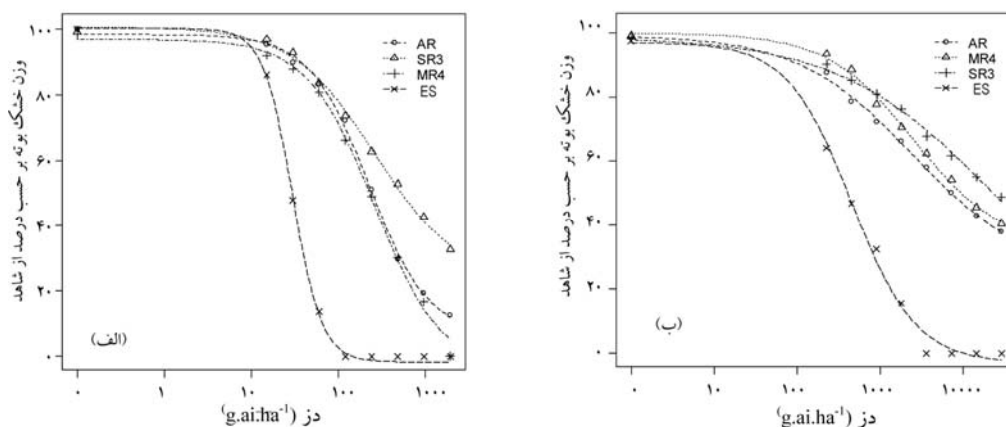 ۱۰۰
۸۰
۶۰
۴۰
۲۰
۰
وزن خشک بوته بر حسب درصد از شاهد
AR
SR3
MR4
ES
(الف)
۰ ۱ ۱۰ ۱۰۰ ۱۰۰۰
دز (g.ai.ha-1)
۱۰۰
۸۰
۶۰
۴۰
۲۰
۰
وزن خشک بوته بر حسب درصد از شاهد
AR
MR4
SR3
ES
(ب)
۰ ۱۰ ۱۰۰ ۱۰۰۰ ۱۰۰۰۰
دز (g.ai.ha-1)